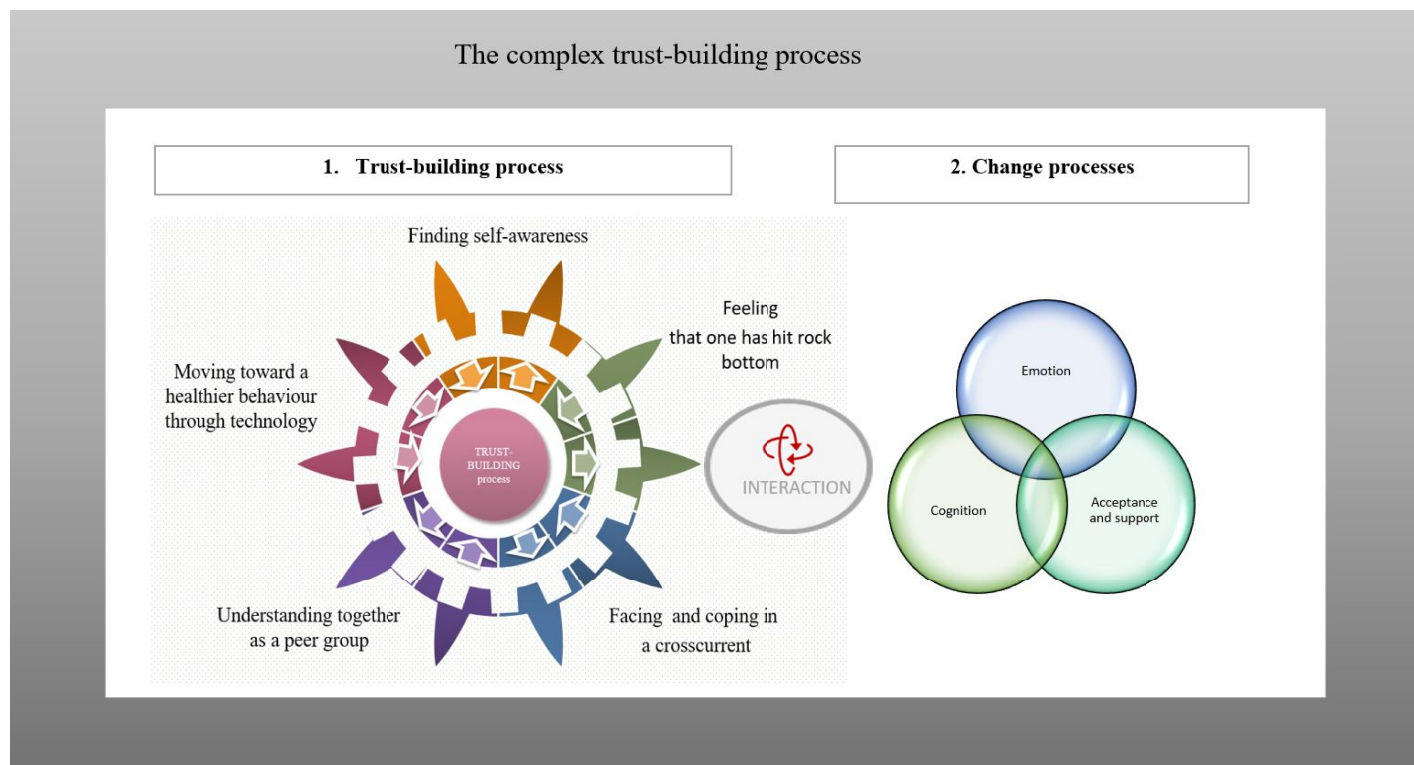 The complex trust-building process
1. Trust-building process
2. Change processes
Finding self-awareness
Feeling
that one has hit rock
bottom
Moving toward a
healthier behaviour
through technology
TRUST-
BUILDING
process
INTERACTION
Understanding together
as a peer group
Facing and coping in
a crosscurrent
Emotion
Cognition
Acceptance
and support